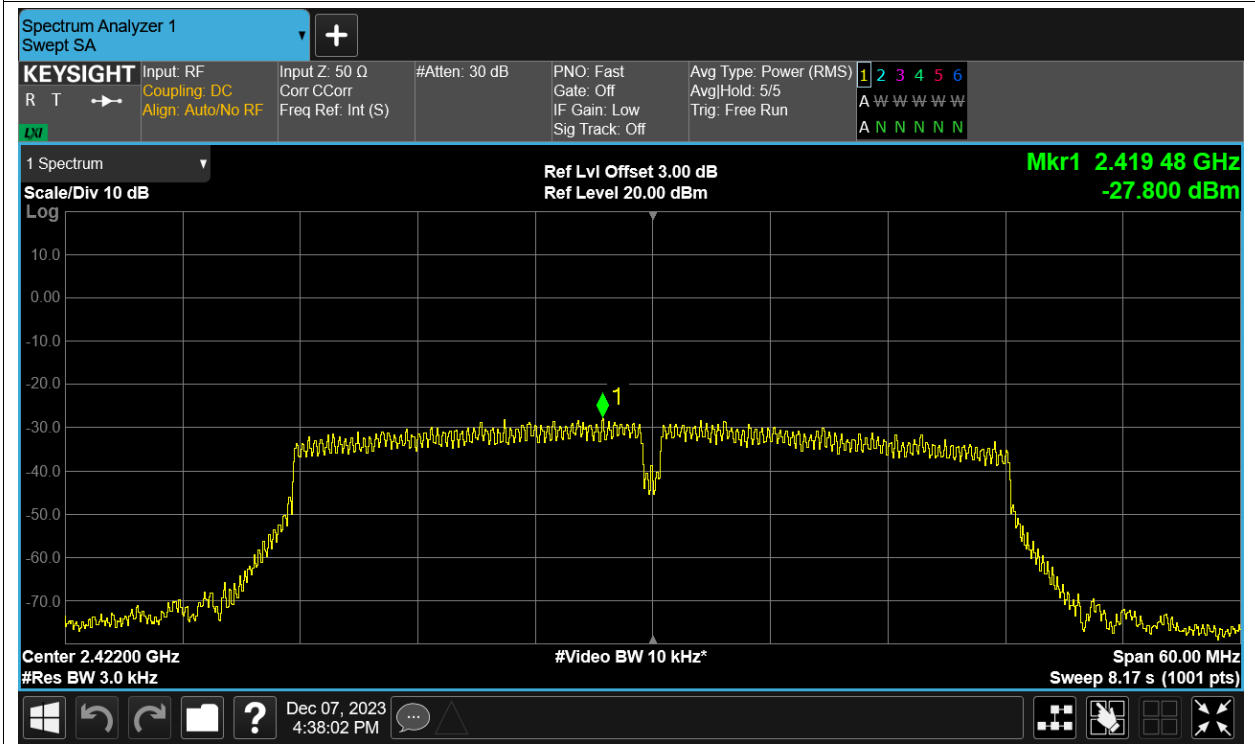 Spectrum Analyzer 1
Swept SA
KEYSIGHT
R T
LXI
Input: RF
Coupling: DC
Align: Auto/No RF
Input Z: 50 Ω
Corr CCorr
Freq Ref: Int (S)
#Atten: 30 dB
PNO: Fast
Gate: Off
IF Gain: Low
Sig Track: Off
Avg Type: Power (RMS)
Avg|Hold: 5/5
Trig: Free Run
1 2 3 4 5 6
A W W W W W
A N N N N N
1 Spectrum
Scale/Div 10 dB
Log
Ref Lvl Offset 3.00 dB
Ref Level 20.00 dBm
Mkr1 2.419 48 GHz
-27.800 dBm
10.0
0.00
-10.0
-20.0
-30.0
-40.0
-50.0
-60.0
-70.0
1
Center 2.42200 GHz
#Res BW 3.0 kHz
#Video BW 10 kHz*
Span 60.00 MHz
Sweep 8.17 s (1001 pts)
?
Dec 07, 2023
4:38:02 PM